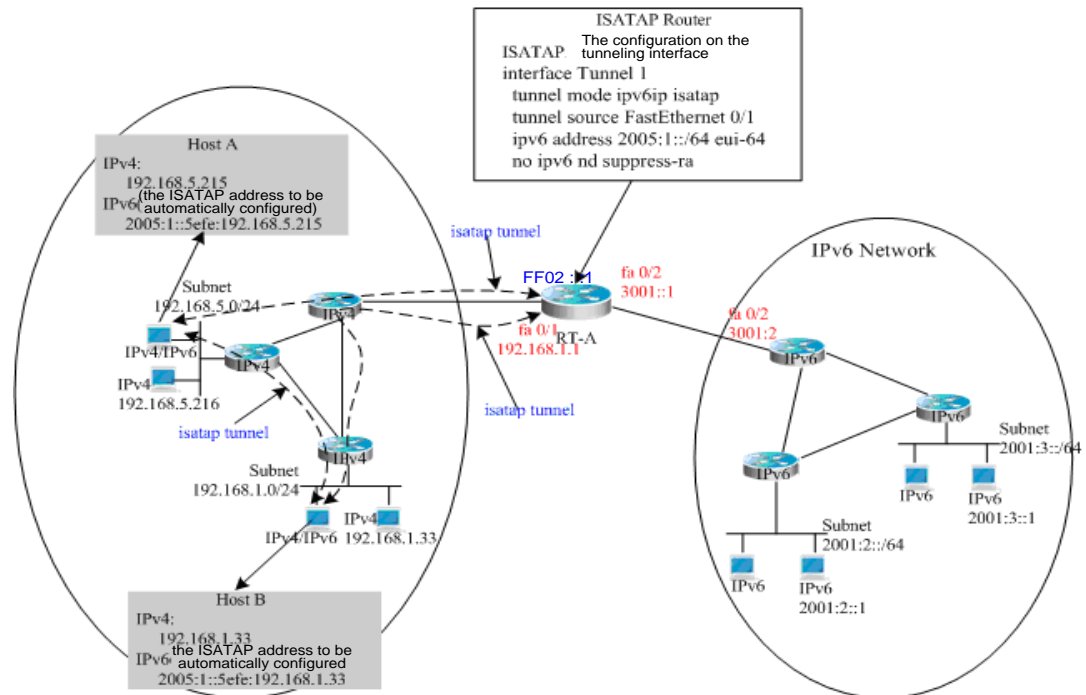 ISATAP Router
ISATAP The configuration on the
tunneling interface
interface Tunnel 1
tunnel mode ipv6ip isatap
tunnel source FastEthernet 0/1
ipv6 address 2005:1::/64 eui-64
no ipv6 nd suppress-ra
Host A
IPv4:
192.168.5.215
IPv6 (the ISATAP address to be
automatically configured)
2005:1::5efe:192.168.5.215
isatap tunnel
IPv6 Network
FF02 ::1
fa 0/2
3001::1
Subnet
192.168.5.0/24
IPv4
fa 0/1
192.168.1.1
RT-A
fa 0/2
3001:2
IPv4/IPv6
IPv4
IPv6
IPv4
192.168.5.216
isatap tunnel
isatap tunnel
IPv6
Subnet
2001:3::/64
IPv4
Subnet
192.168.1.0/24
IPv6
IPv6
IPv6
2001:3::1
IPv4/IPv6
IPv4
192.168.1.33
Subnet
2001:2::/64
IPv6
IPv6
2001:2::1
Host B
IPv4:
192.168.1.33
IPv6 the ISATAP address to be
automatically configured
2005:1::5efe:192.168.1.33